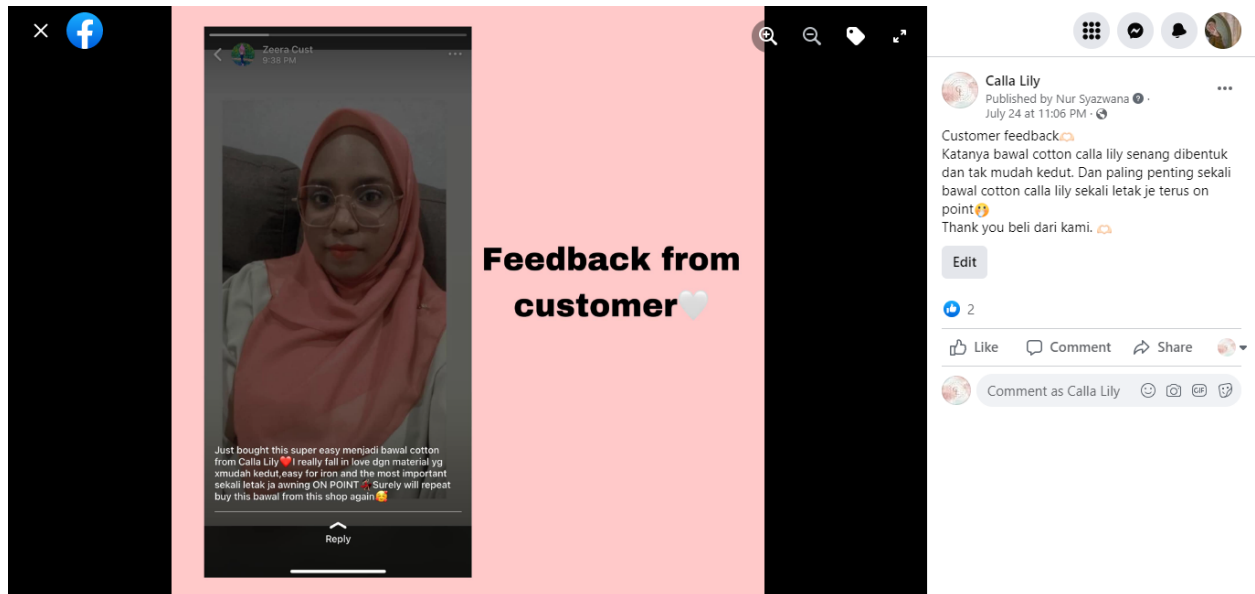 Zeera Cust
9:38 PM
Just bought this super easy menjadi bawal cotton
from Calla Lily❤️I really fall in love dgn material yg
xmudah kedut,easy for iron and the most important
sekali letak ja awning ON POINT 💃Surely will repeat
buy this bawal from this shop again🥰
Reply
Feedback from
customer🤍
Calla Lily
Published by Nur Syazwana
July 24 at 11:06 PM ·
Customer feedback🫶🏻
Katanya bawal cotton calla lily senang dibentuk
dan tak mudah kedut. Dan paling penting sekali
bawal cotton calla lily sekali letak je terus on
point🤭
Thank you beli dari kami. 🫶🏻
Edit
2
Like Comment Share
Comment as Calla Lily
GIF